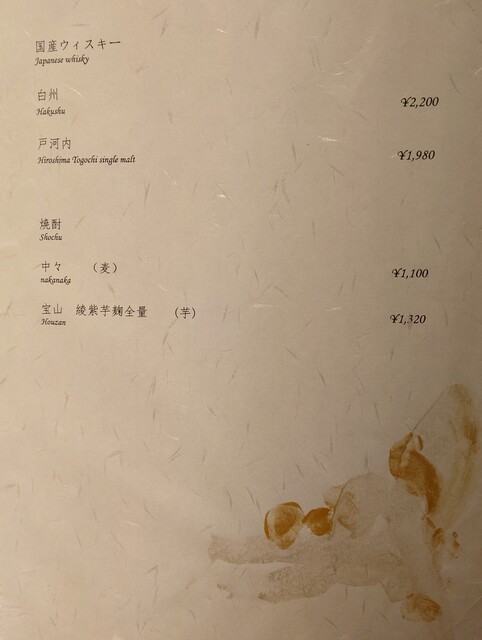 国産ウィスキー
Japanese whisky
白州 ¥2,200
Hakushu
戸河内 ¥1,980
Hiroshima Togochi single malt
焼酎
Shochu
中々 (麦) ¥1,100
nakanaka
宝山 綾紫芋麹全量 (芋) ¥1,320
Houzan